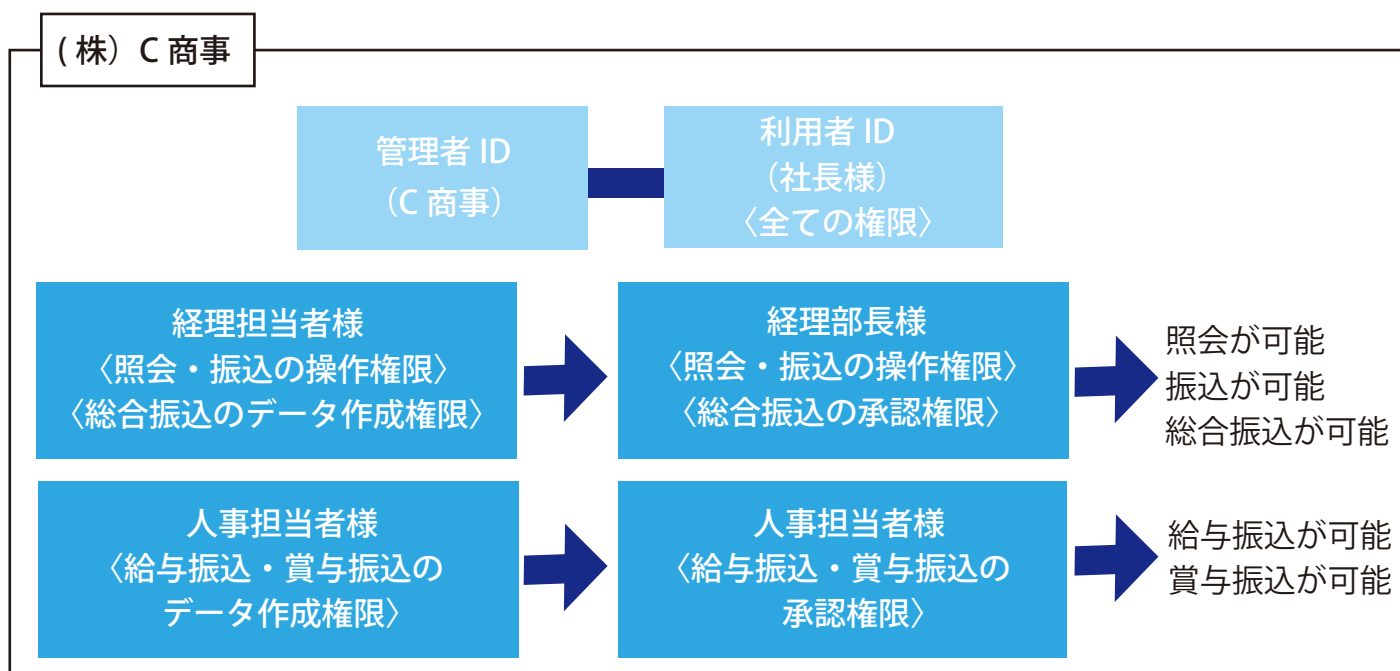 (株）C 商事
管理者 ID
（C 商事）
利用者 ID
（社長様）
〈全ての権限〉
経理担当者様
〈照会・振込の操作権限〉
〈総合振込のデータ作成権限〉
経理部長様
〈照会・振込の操作権限〉
〈総合振込の承認権限〉
照会が可能
振込が可能
総合振込が可能
人事担当者様
〈給与振込・賞与振込の
データ作成権限〉
人事担当者様
〈給与振込・賞与振込の
承認権限〉
給与振込が可能
賞与振込が可能